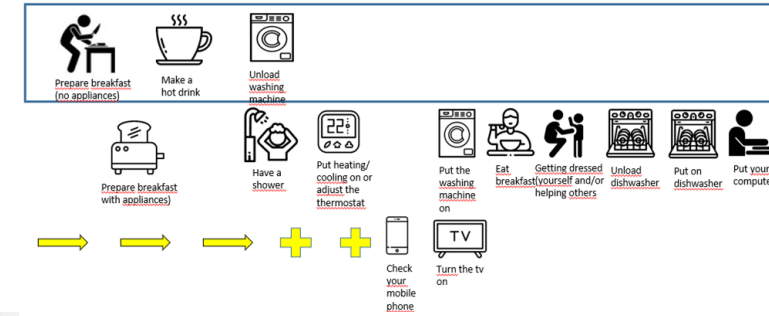 Prepare breakfast
(no appliances)
Make a
hot drink
Unload
washing
machine
Prepare breakfast
with appliances)
Have a
shower
22°
Put heating/
cooling on or
adjust the
thermostat
Put the
washing
machine
on
Eat
breakfast
Getting dressed
(yourself and/or
helping others
Unload
dishwasher
Put on
dishwasher
Put your
compute
Check
your
mobile
phone
TV
Turn the tv
on